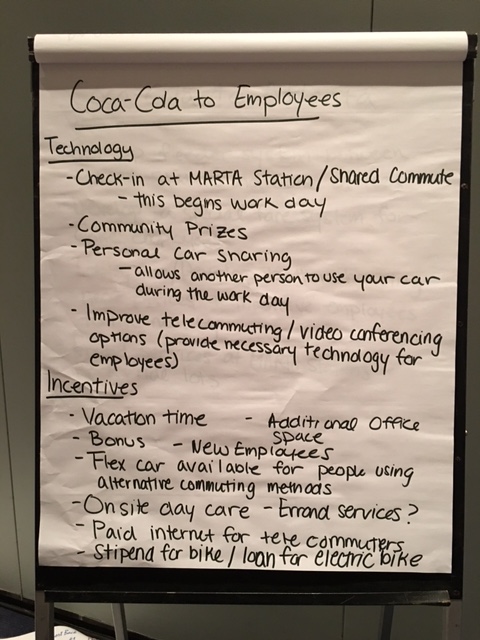 Coca-Cola to Employees
Technology
- Check-in at MARTA Station/Shared Commute
- this begins work day
- Community Prizes
- Personal Car Sharing
- allows another person to use your car
during the work day
- Improve telecommuting/video conferencing
options (provide necessary technology for
employees)
Incentives
- Vacation time - Additional Office
Space
- Bonus - New Employees
- Flex car available for people using
alternative commuting methods
- Onsite day care - Errand services?
- Paid internet for tele commuters
- Stipend for bike/loan for electric bike